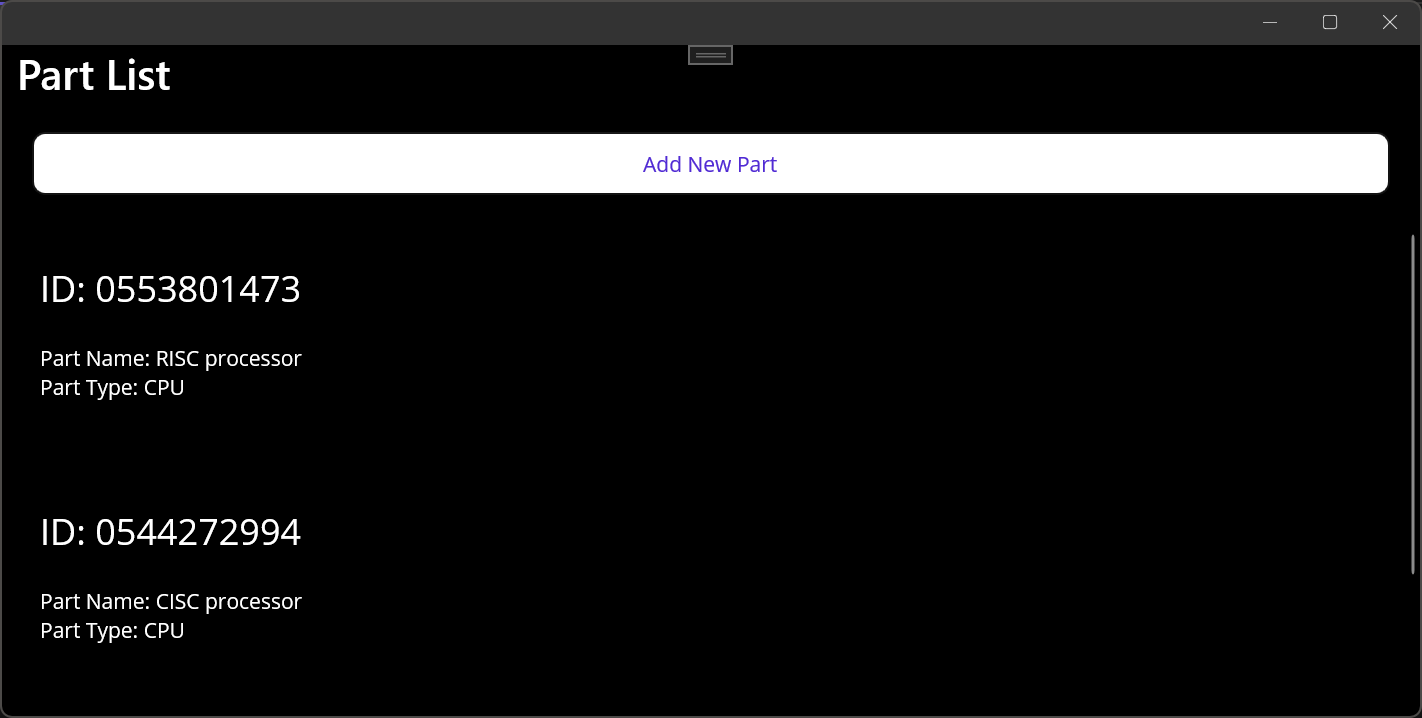 Part List
Add New Part
ID: 0553801473
Part Name: RISC processor
Part Type: CPU
ID: 0544272994
Part Name: CISC processor
Part Type: CPU